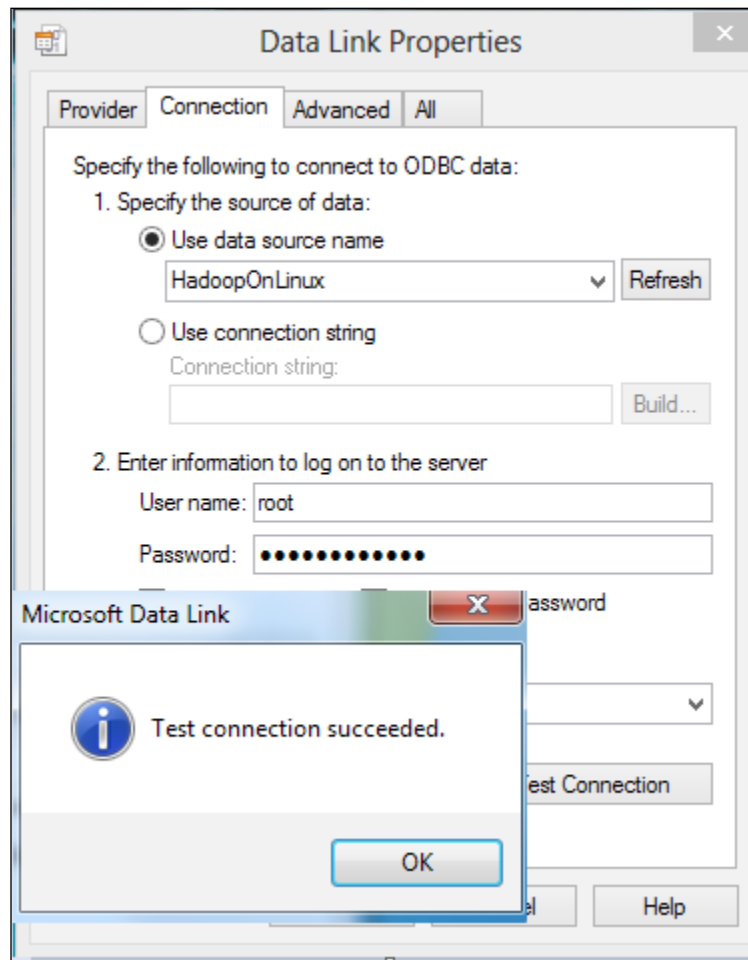 Data Link Properties
Provider Connection Advanced All
Specify the following to connect to ODBC data:
1. Specify the source of data:
Use data source name
HadoopOnLinux Refresh
Use connection string
Connection string:
Build...
2. Enter information to log on to the server
User name: root
Password: ●●●●●●●●●●●●
assword
Microsoft Data Link
Test connection succeeded.
est Connection
OK
el Help